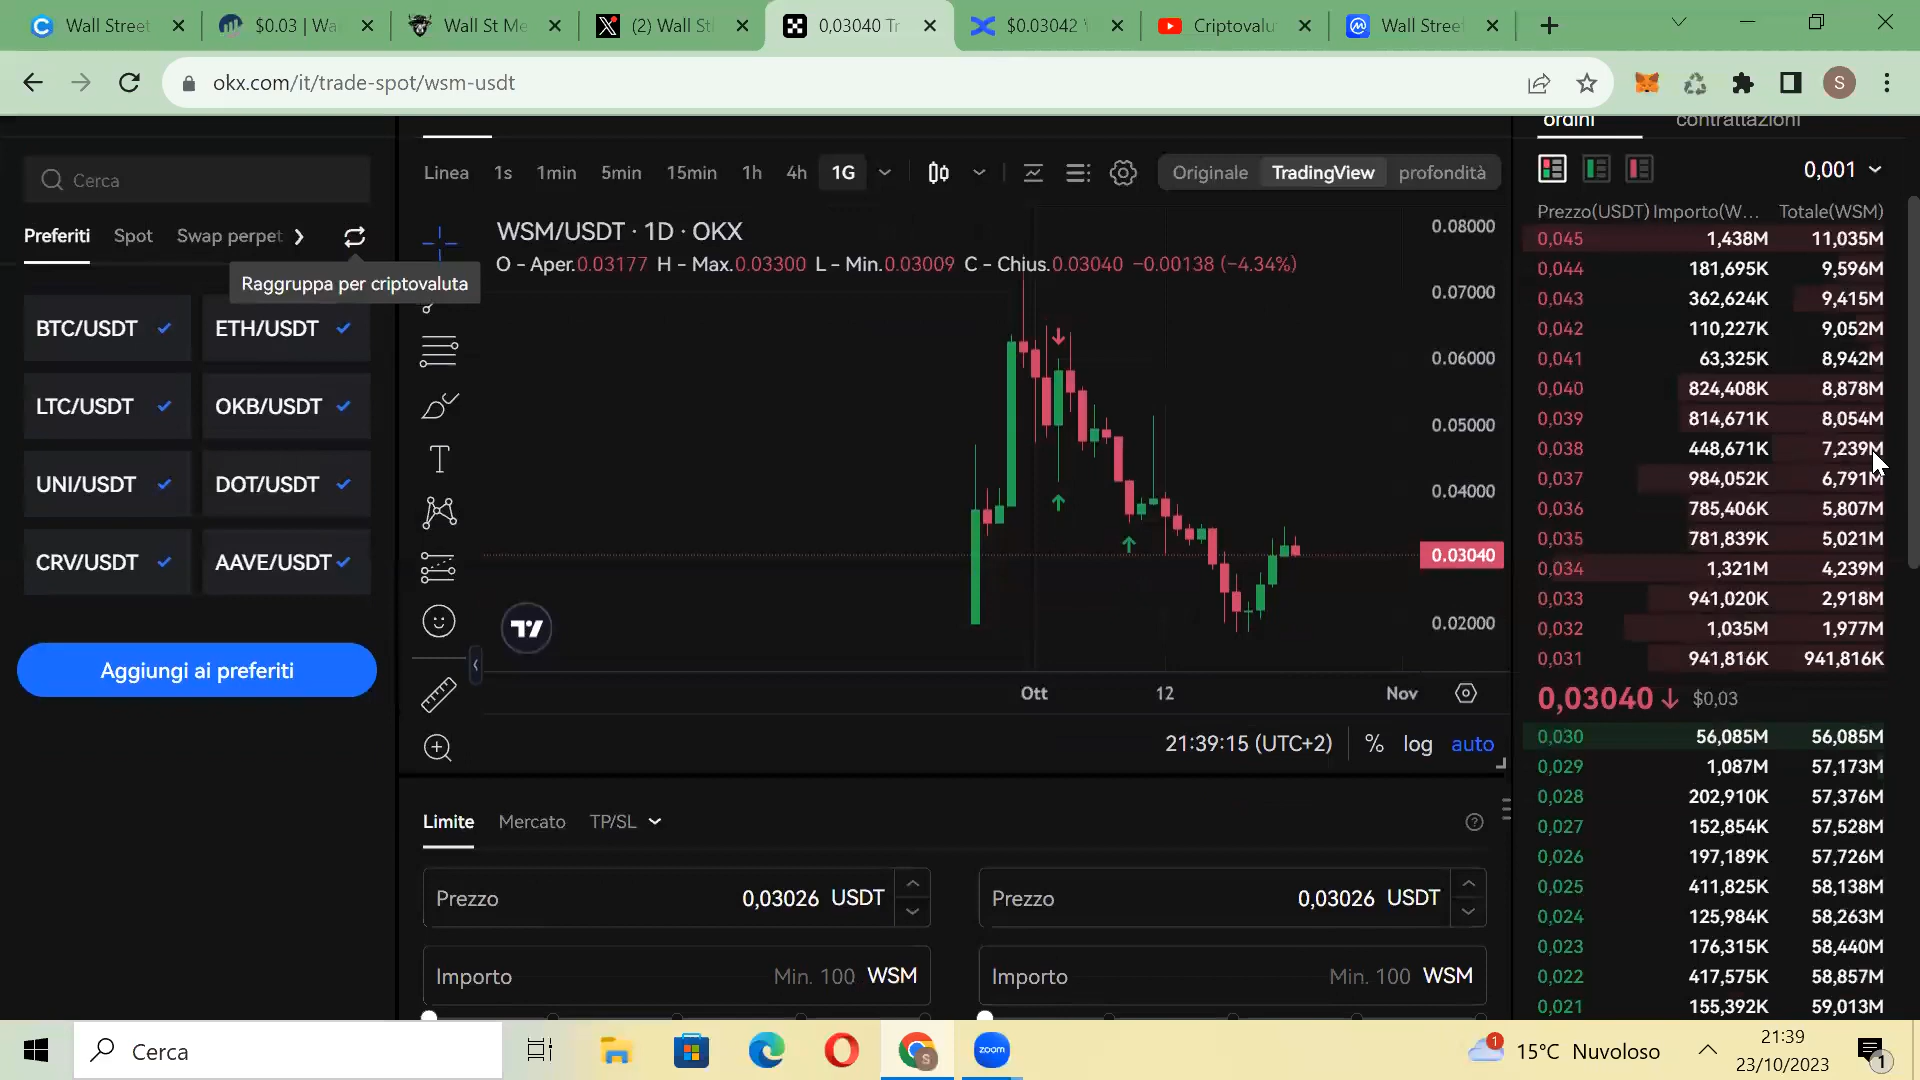 Wall Street
$0.03 | Wa
Wall St Me
(2) Wall St
0,03040 Tr
$0.03042
Criptovalu
Wall Stree
okx.com/it/trade-spot/wsm-usdt
S
Cerca
Preferiti Spot Swap perpet
Raggruppa per criptovaluta
BTC/USDT ETH/USDT
LTC/USDT OKB/USDT
UNI/USDT DOT/USDT
CRV/USDT AAVE/USDT
Aggiungi ai preferiti
Linea 1s 1min 5min 15min 1h 4h 1G
Originale TradingView profondità
WSM/USDT · 1D · OKX
O – Aper.0.03177 H – Max.0.03300 L – Min.0.03009 C – Chius.0.03040 −0.00138 (−4.34%)
0.08000
0.07000
0.06000
0.05000
0.04000
0.03040
0.02000
Ott 12 Nov
21:39:15 (UTC+2) % log auto
Limite Mercato TP/SL
Prezzo 0,03026 USDT
Importo Min. 100 WSM
Prezzo 0,03026 USDT
Importo Min. 100 WSM
ordini contrattazioni
0,001
Prezzo(USDT) Importo(W... Totale(WSM)
0,045 1,438M 11,035M
0,044 181,695K 9,596M
0,043 362,624K 9,415M
0,042 110,227K 9,052M
0,041 63,325K 8,942M
0,040 824,408K 8,878M
0,039 814,671K 8,054M
0,038 448,671K 7,239M
0,037 984,052K 6,791M
0,036 785,406K 5,807M
0,035 781,839K 5,021M
0,034 1,321M 4,239M
0,033 941,020K 2,918M
0,032 1,035M 1,977M
0,031 941,816K 941,816K
0,03040 $0,03
0,030 56,085M 56,085M
0,029 1,087M 57,173M
0,028 202,910K 57,376M
0,027 152,854K 57,528M
0,026 197,189K 57,726M
0,025 411,825K 58,138M
0,024 125,984K 58,263M
0,023 176,315K 58,440M
0,022 417,575K 58,857M
0,021 155,392K 59,013M
Cerca
zoom
S
1
15°C Nuvoloso
21:39
23/10/2023
1